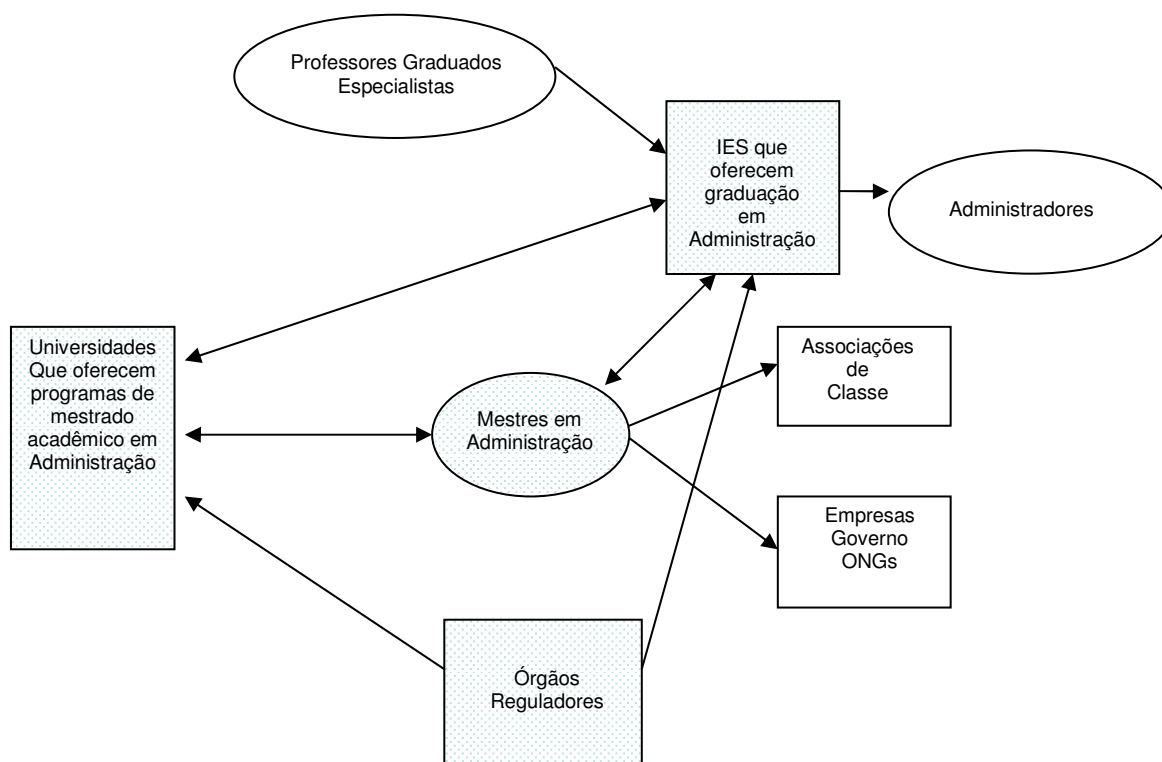 Professores Graduados
Especialistas
IES que
oferecem
graduação
em
Administração
Administradores
Universidades
Que oferecem
programas de
mestrado
acadêmico em
Administração
Mestres em
Administração
Associações
de
Classe
Empresas
Governo
ONGs
Órgãos
Reguladores